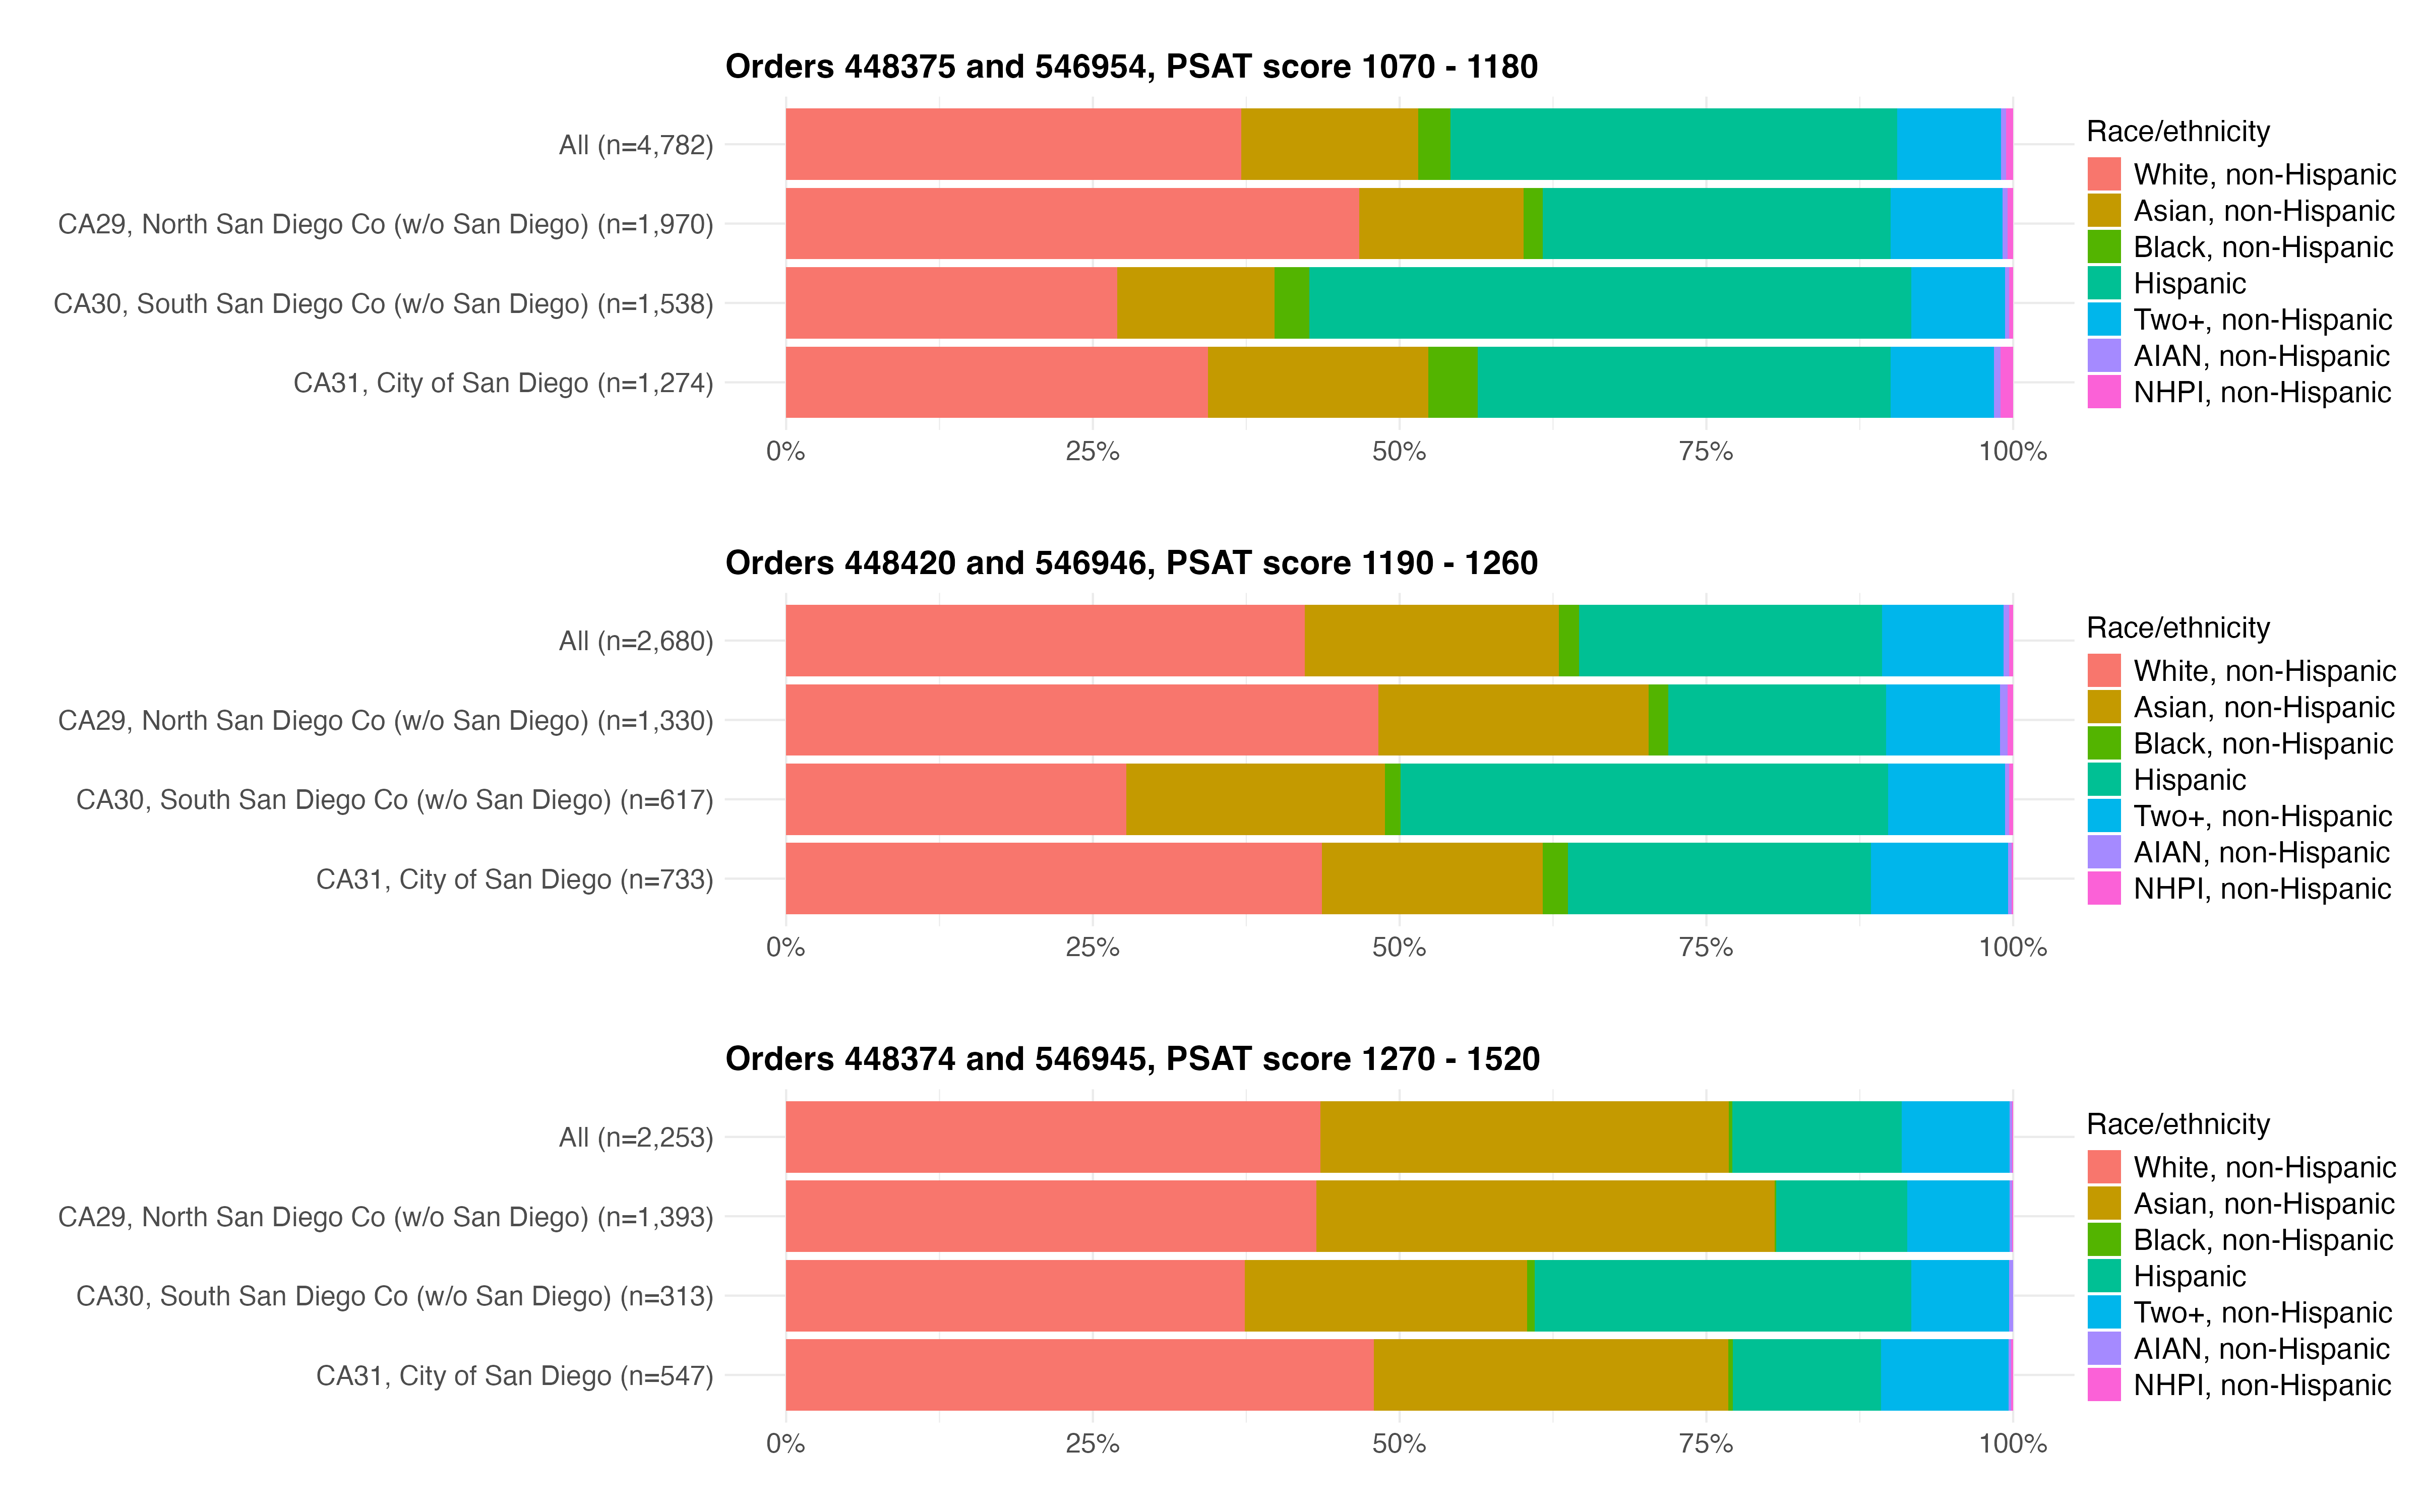 Orders 448375 and 546954, PSAT score 1070 - 1180
All (n=4,782)
CA29, North San Diego Co (w/o San Diego) (n=1,970)
CA30, South San Diego Co (w/o San Diego) (n=1,538)
CA31, City of San Diego (n=1,274)
0% 25% 50% 75% 100%
Race/ethnicity
White, non-Hispanic
Asian, non-Hispanic
Black, non-Hispanic
Hispanic
Two+, non-Hispanic
AIAN, non-Hispanic
NHPI, non-Hispanic
Orders 448420 and 546946, PSAT score 1190 - 1260
All (n=2,680)
CA29, North San Diego Co (w/o San Diego) (n=1,330)
CA30, South San Diego Co (w/o San Diego) (n=617)
CA31, City of San Diego (n=733)
0% 25% 50% 75% 100%
Race/ethnicity
White, non-Hispanic
Asian, non-Hispanic
Black, non-Hispanic
Hispanic
Two+, non-Hispanic
AIAN, non-Hispanic
NHPI, non-Hispanic
Orders 448374 and 546945, PSAT score 1270 - 1520
All (n=2,253)
CA29, North San Diego Co (w/o San Diego) (n=1,393)
CA30, South San Diego Co (w/o San Diego) (n=313)
CA31, City of San Diego (n=547)
0% 25% 50% 75% 100%
Race/ethnicity
White, non-Hispanic
Asian, non-Hispanic
Black, non-Hispanic
Hispanic
Two+, non-Hispanic
AIAN, non-Hispanic
NHPI, non-Hispanic